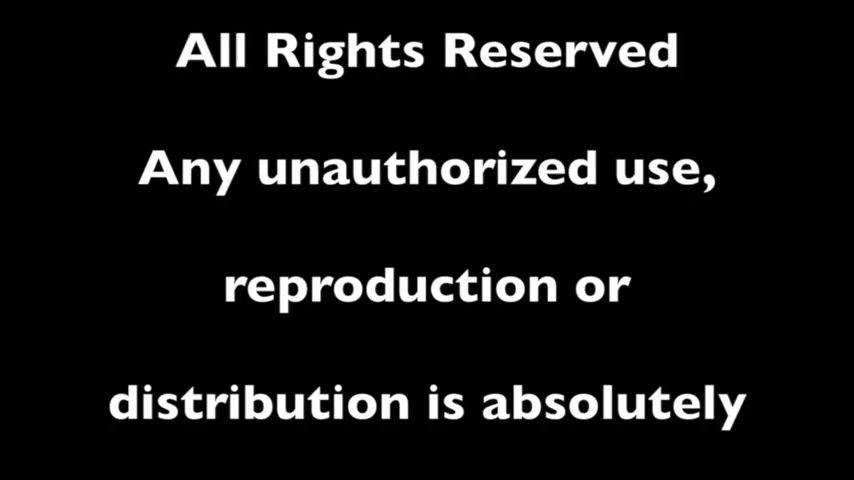 All Rights Reserved
Any unauthorized use,
reproduction or
distribution is absolutely